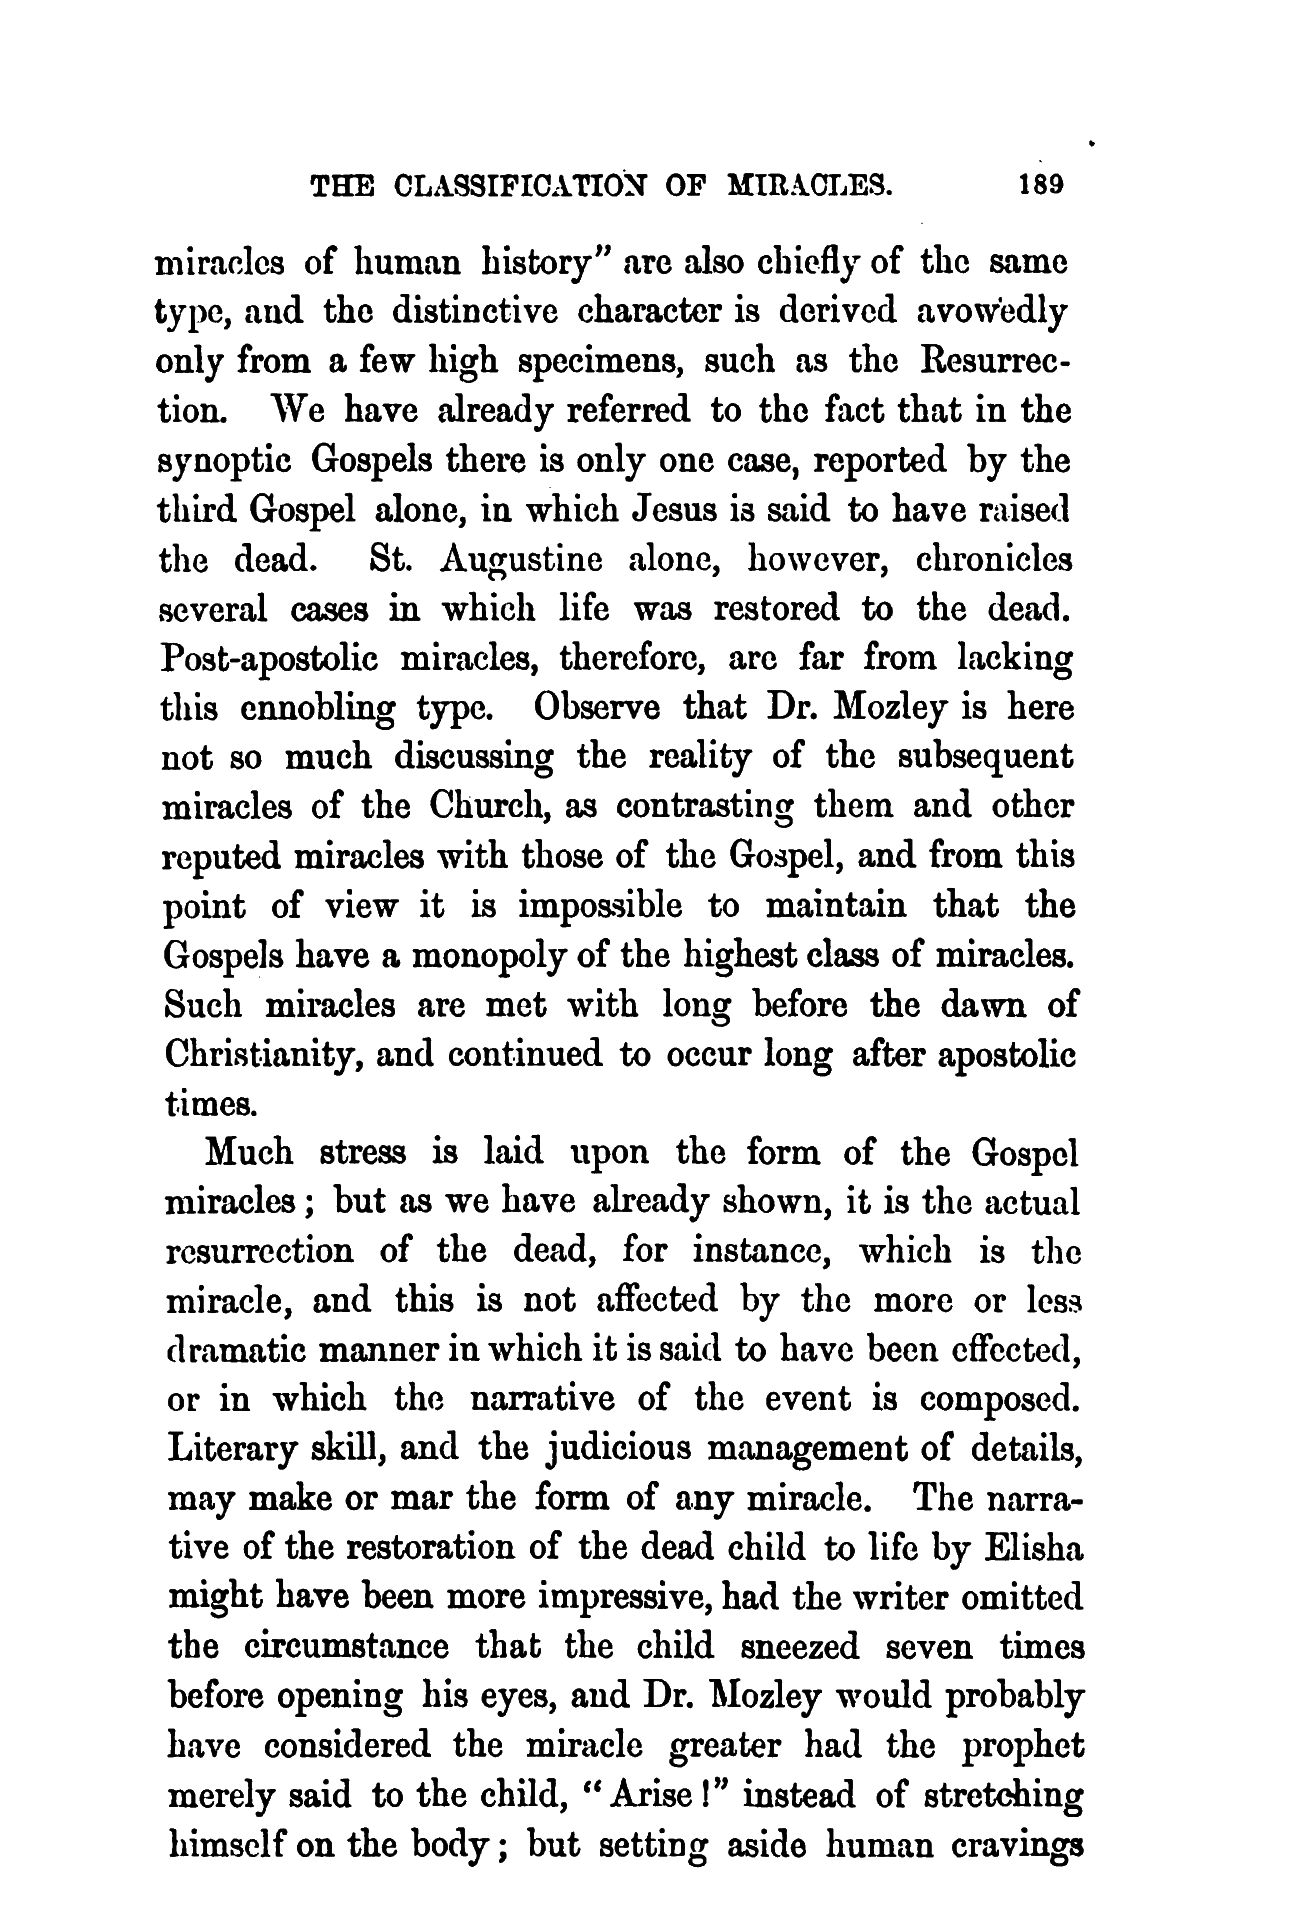 THE CLASSIFICATION OF MIRACLES. 189
miracles of human history” are also chiefly of the same
type, and the distinctive character is derived avowedly
only from a few high specimens, such as the Resurrec-
tion. We have already referred to the fact that in the
synoptic Gospels there is only one case, reported by the
third Gospel alone, in which Jesus is said to have raised
the dead. St. Augustine alone, however, chronicles
several cases in which life was restored to the dead.
Post-apostolic miracles, therefore, are far from lacking
this ennobling type. Observe that Dr. Mozley is here
not so much discussing the reality of the subsequent
miracles of the Church, as contrasting them and other
reputed miracles with those of the Gospel, and from this
point of view it is impossible to maintain that the
Gospels have a monopoly of the highest class of miracles.
Such miracles are met with long before the dawn of
Christianity, and continued to occur long after apostolic
times.
Much stress is laid upon the form of the Gospel
miracles; but as we have already shown, it is the actual
resurrection of the dead, for instance, which is the
miracle, and this is not affected by the more or less
dramatic manner in which it is said to have been effected,
or in which the narrative of the event is composed.
Literary skill, and the judicious management of details,
may make or mar the form of any miracle. The narra-
tive of the restoration of the dead child to life by Elisha
might have been more impressive, had the writer omitted
the circumstance that the child sneezed seven times
before opening his eyes, and Dr. Mozley would probably
have considered the miracle greater had the prophet
merely said to the child, “Arise!” instead of stretching
himself on the body; but setting aside human cravings